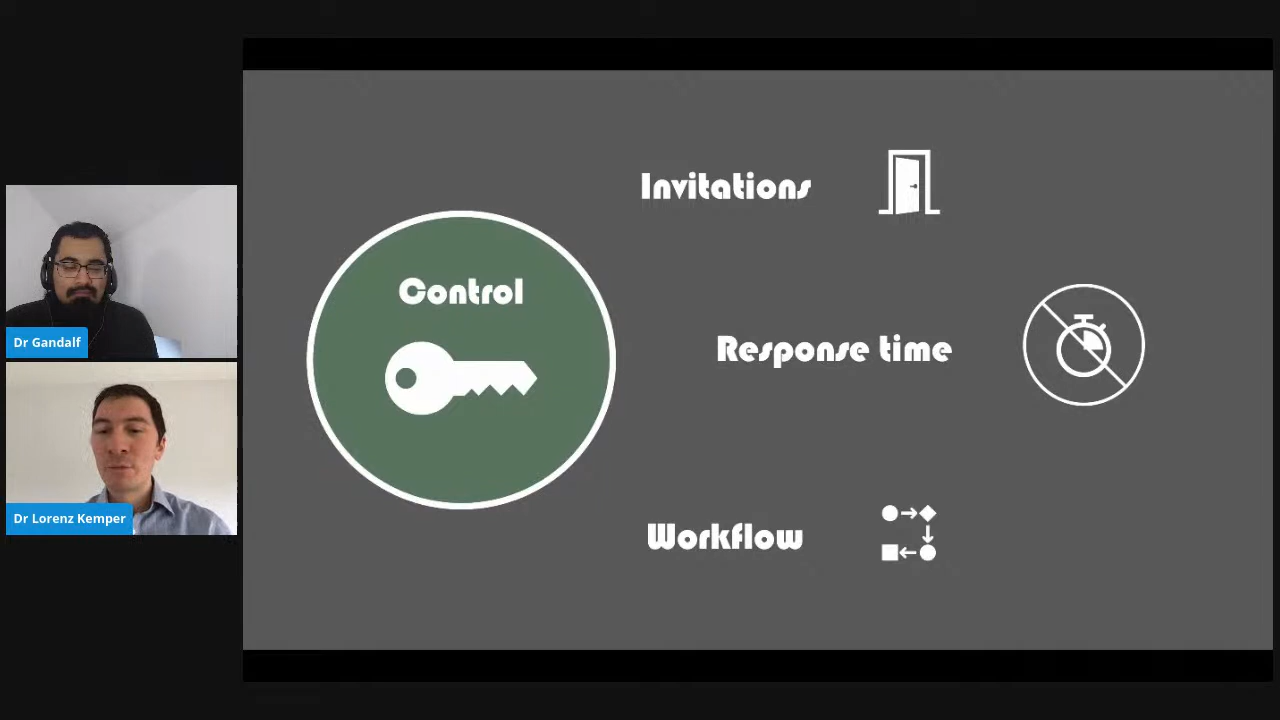 Invitations
Control
Response time
Dr Gandalf
Dr Lorenz Kemper
Workflow